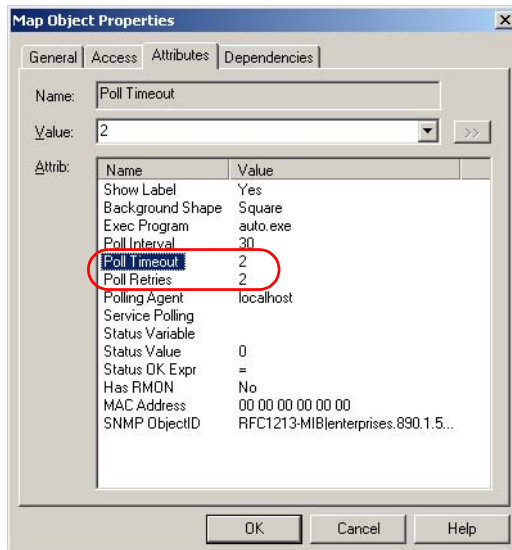 Map Object Properties
General Access Attributes Dependencies
Name: Poll Timeout
Value: 2 >>
Attrib: Name Value
Show Label Yes
Background Shape Square
Exec Program auto.exe
Poll Interval 30
Poll Timeout 2
Poll Retries 2
Polling Agent localhost
Service Polling
Status Variable
Status Value 0
Status OK Expr =
Has RMON No
MAC Address 00 00 00 00 00 00
SNMP ObjectID RFC1213-MIB|enterprises.890.1.5...
OK Cancel Help